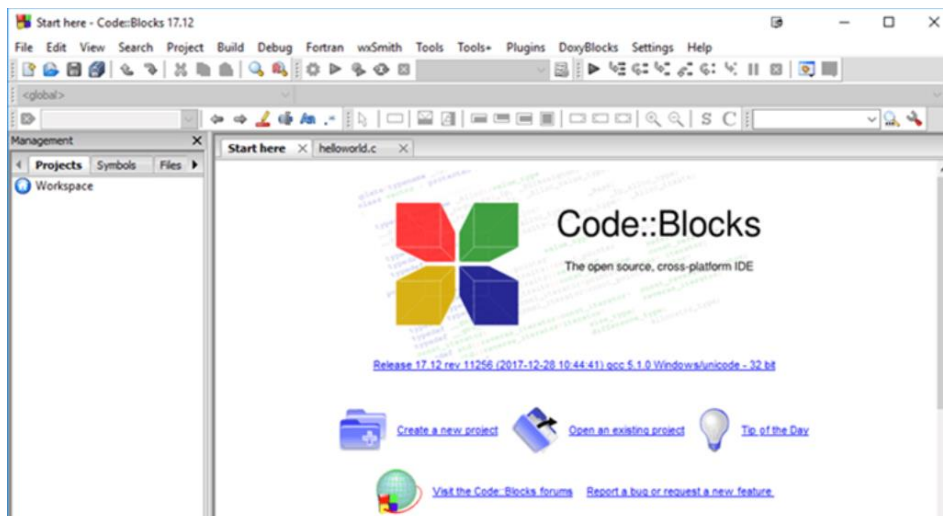 Start here - Code::Blocks 17.12
File Edit View Search Project Build Debug Fortran wxSmith Tools Tools+ Plugins DoxyBlocks Settings Help
<global>
S C
Management
Projects Symbols Files
Start here helloworld.c
Workspace
Code::Blocks
The open source, cross-platform IDE
Release 17.12 rev 11256 (2017-12-28 10:44:41) gcc 5.1.0 Windows/unicode - 32 bit
Create a new project Open an existing project Tip of the Day
Visit the Code::Blocks forums Report a bug or request a new feature